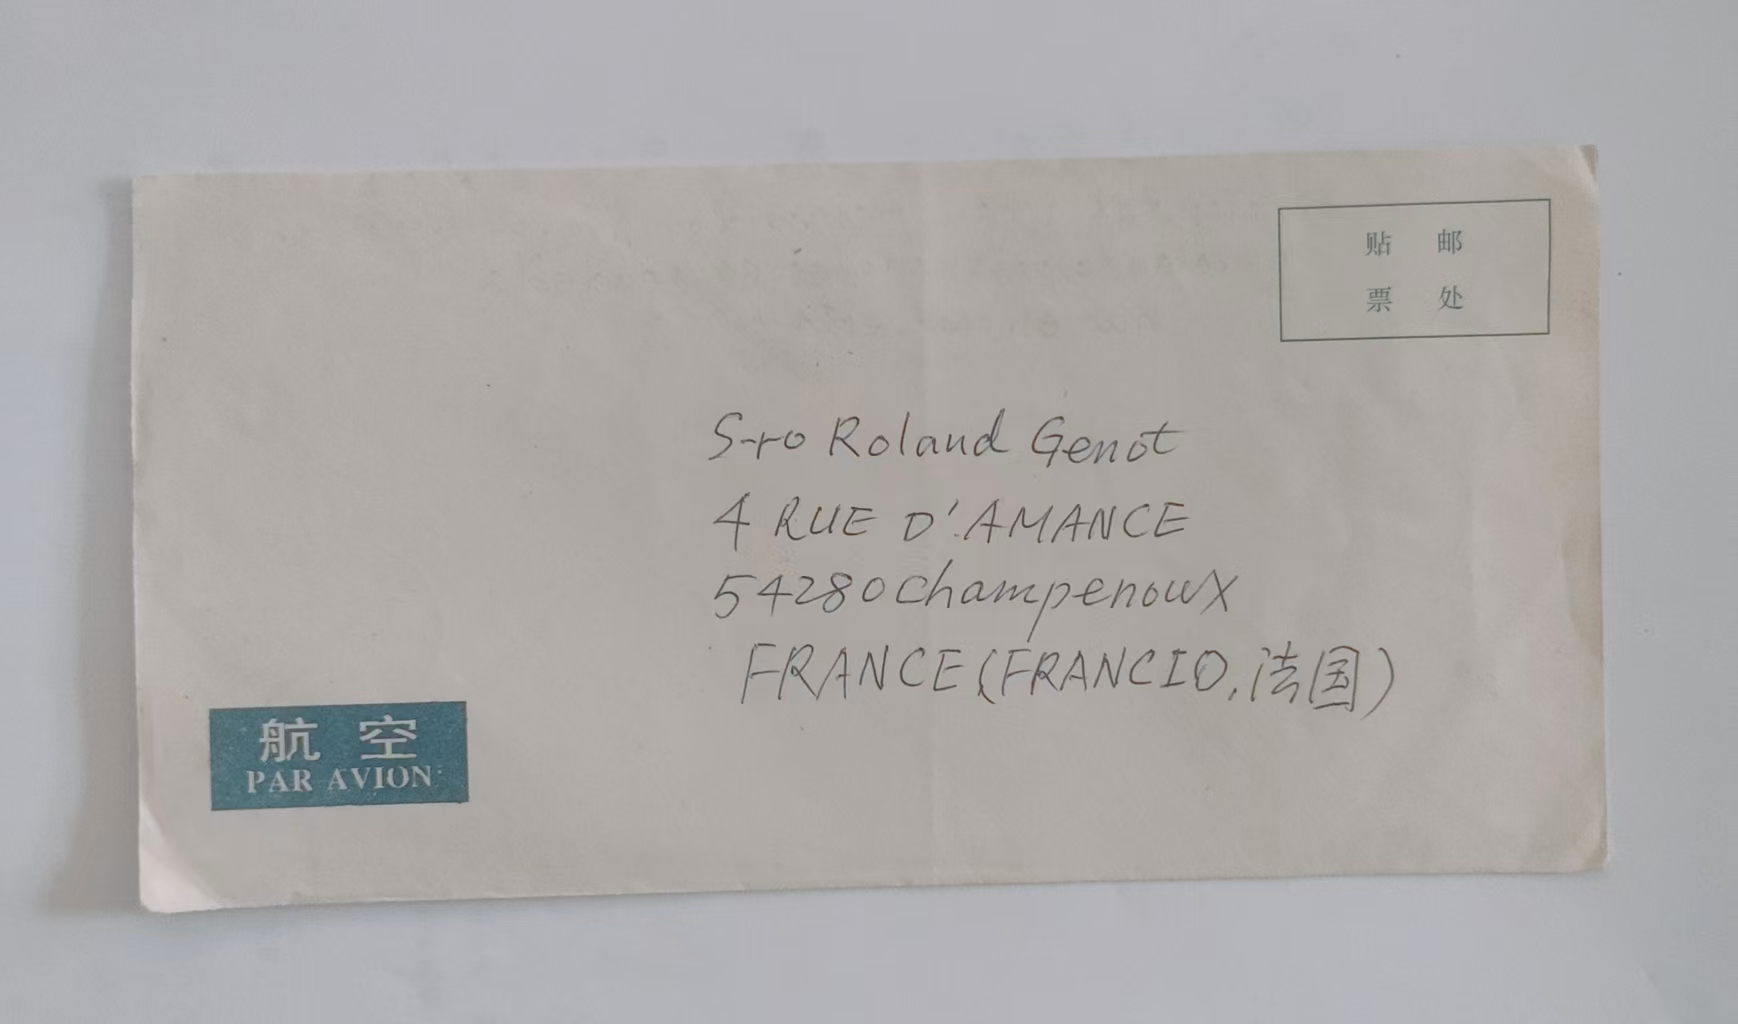 贴 邮
票 处
S-ro Roland Genot
4 RUE D'AMANCE
54280 Champenoux
FRANCE (FRANCIO, 法国)
航 空
PAR AVION